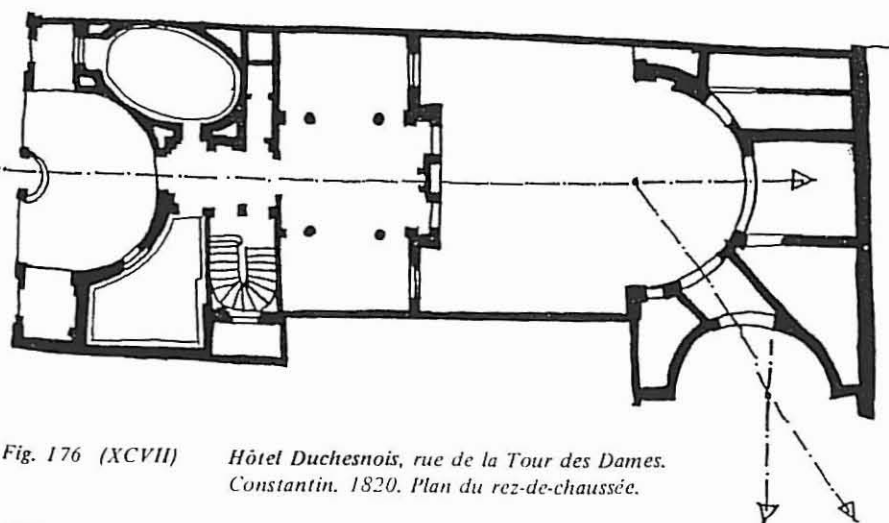 Fig. 176 (XCVII) Hôtel Duchesnois, rue de la Tour des Dames.
Constantin. 1820. Plan du rez-de-chaussée.